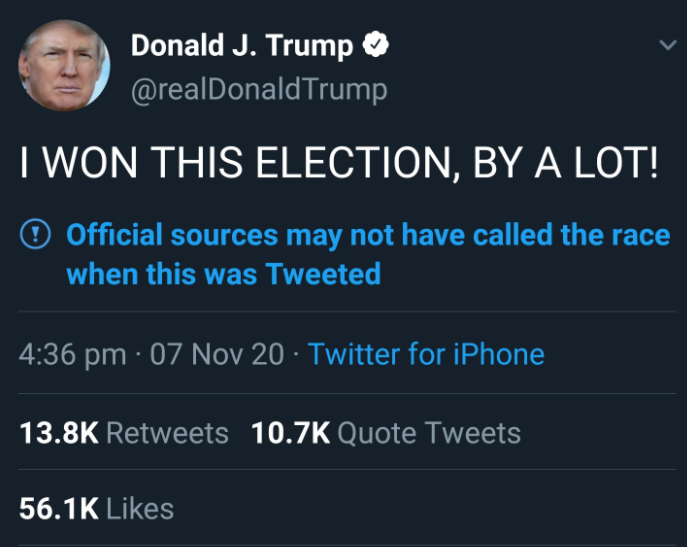 Donald J. Trump
@realDonaldTrump
I WON THIS ELECTION, BY A LOT!
Official sources may not have called the race
when this was Tweeted
4:36 pm · 07 Nov 20 · Twitter for iPhone
13.8K Retweets 10.7K Quote Tweets
56.1K Likes